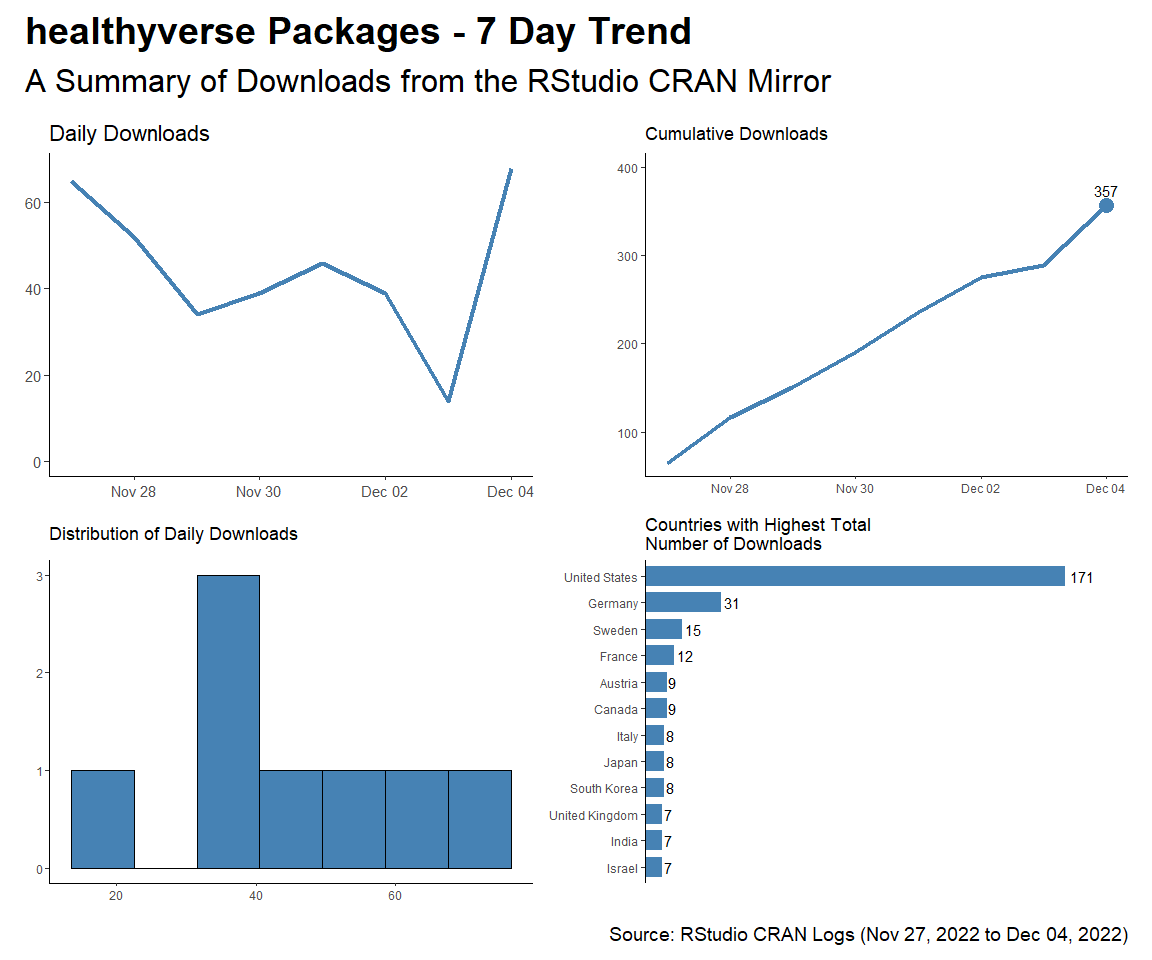 healthyverse Packages - 7 Day Trend
A Summary of Downloads from the RStudio CRAN Mirror
Daily Downloads
60
40
20
0
Nov 28 Nov 30 Dec 02 Dec 04
Cumulative Downloads
400
300
200
100
357
Nov 28 Nov 30 Dec 02 Dec 04
Distribution of Daily Downloads
3
2
1
0
20 40 60
Countries with Highest Total
Number of Downloads
United States 171
Germany 31
Sweden 15
France 12
Austria 9
Canada 9
Italy 8
Japan 8
South Korea 8
United Kingdom 7
India 7
Israel 7
Source: RStudio CRAN Logs (Nov 27, 2022 to Dec 04, 2022)